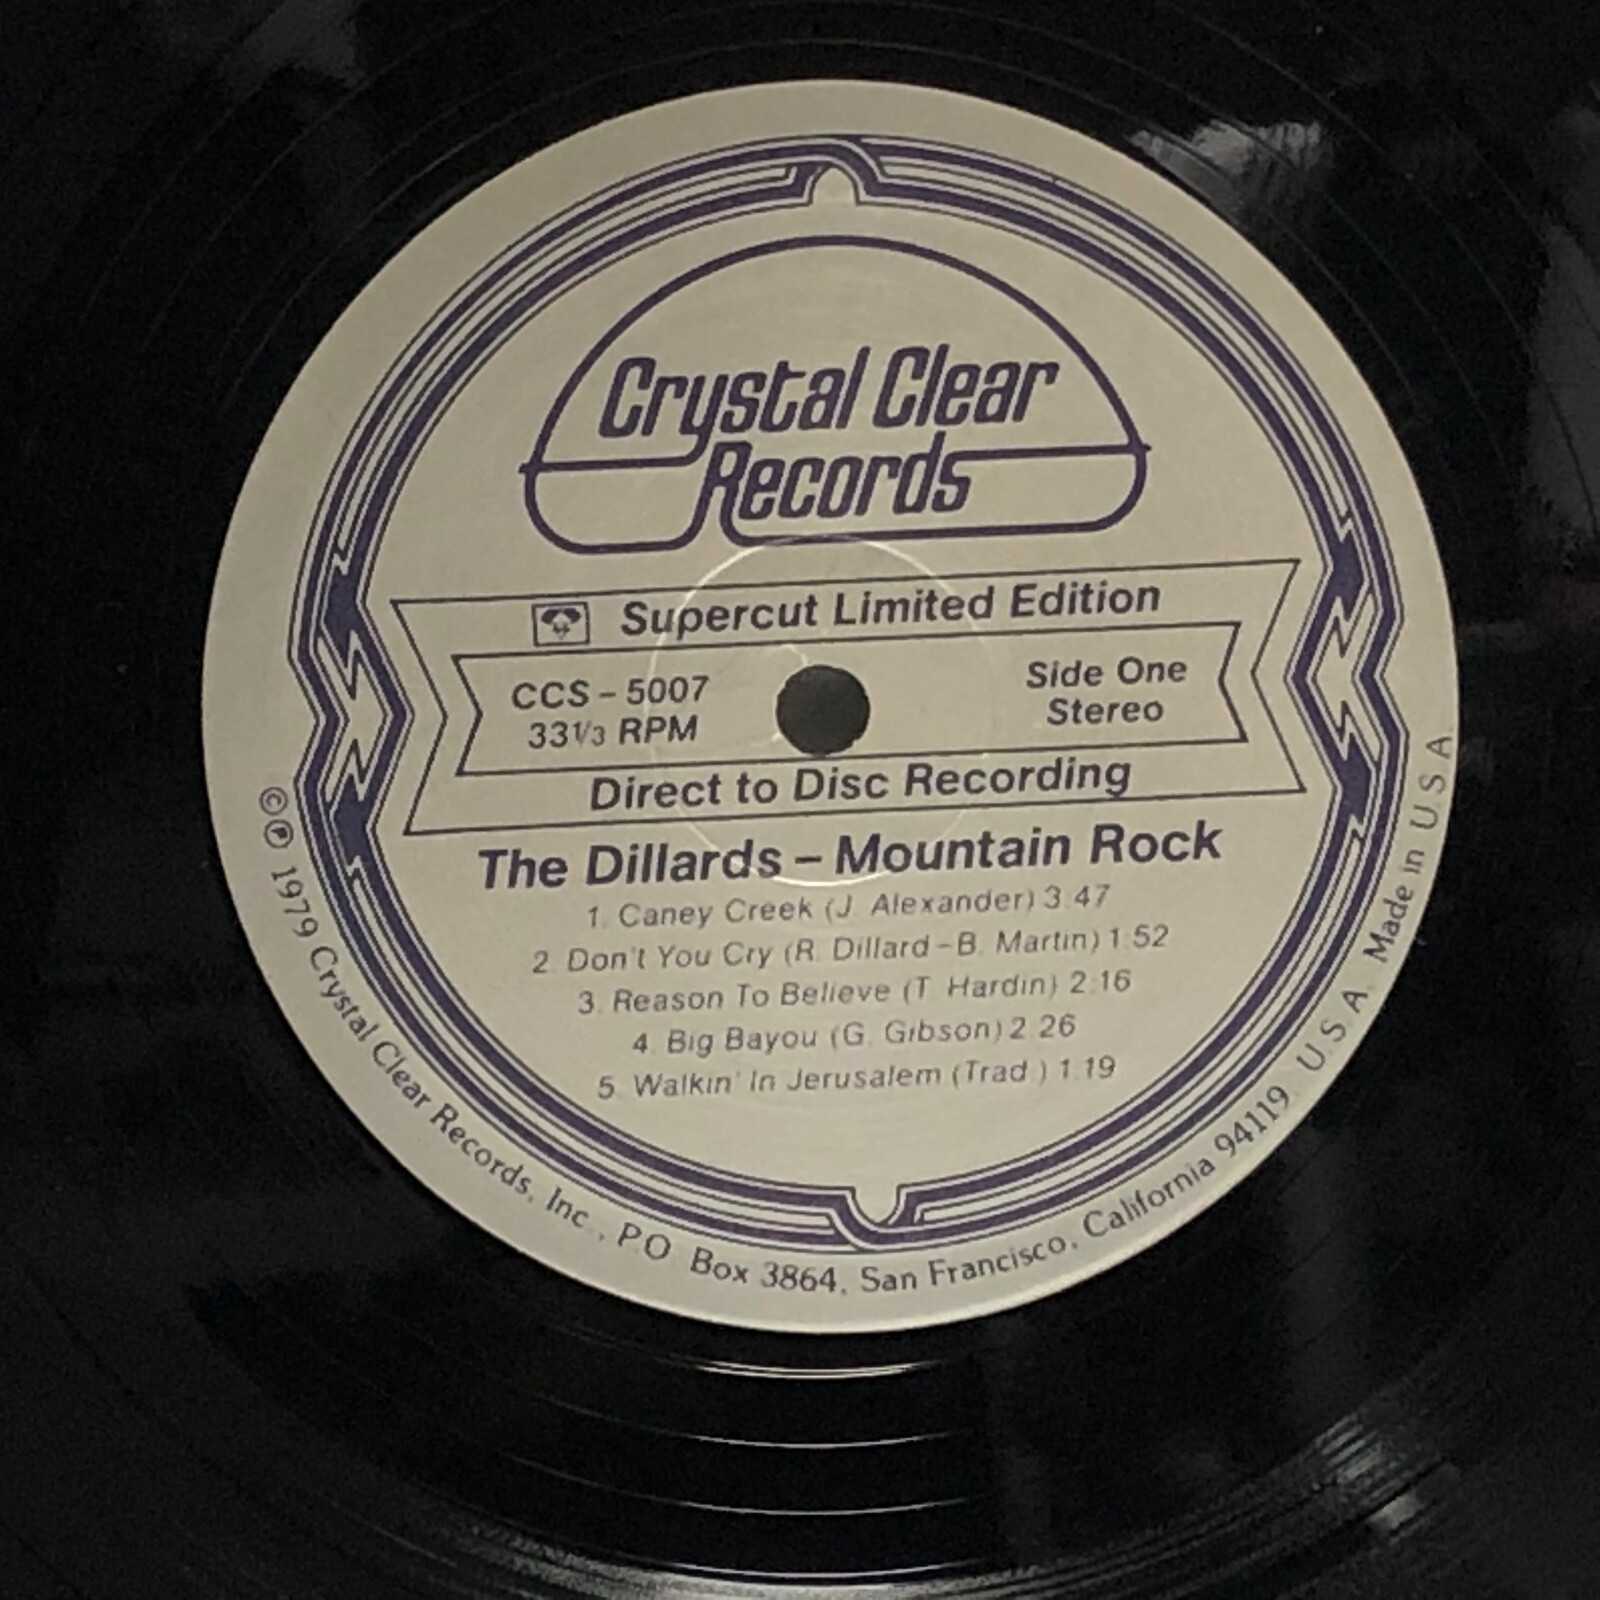 Crystal Clear
Records
Supercut Limited Edition
CCS – 5007
33⅓ RPM
Side One
Stereo
Direct to Disc Recording
The Dillards – Mountain Rock
1. Caney Creek (J. Alexander) 3:47
2. Don't You Cry (R. Dillard–B. Martin) 1:52
3. Reason To Believe (T. Hardin) 2:16
4. Big Bayou (G. Gibson) 2:26
5. Walkin' In Jerusalem (Trad.) 1:19
©℗ 1979 Crystal Clear Records, Inc., P.O. Box 3864, San Francisco, California 94119, U.S.A. Made in U.S.A.